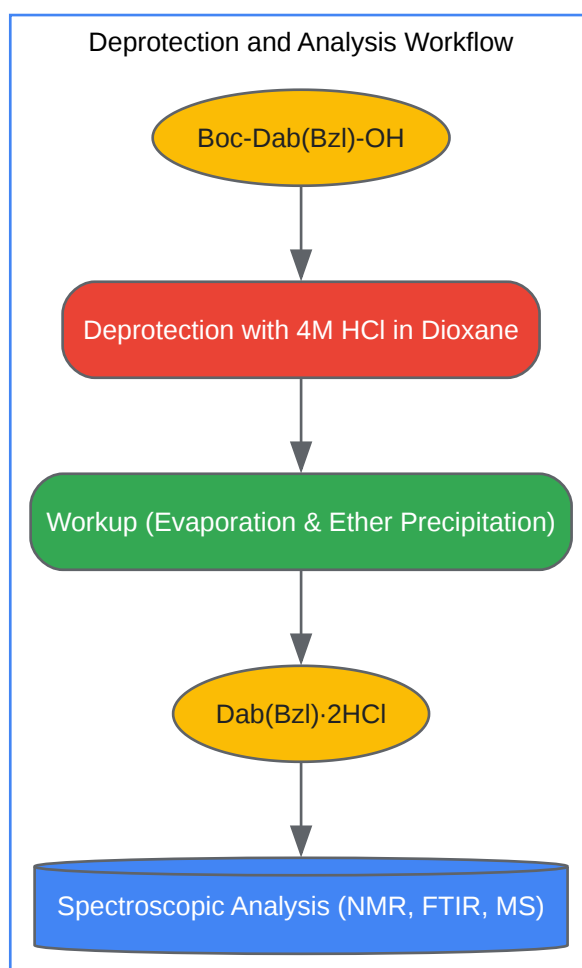 Deprotection and Analysis Workflow
Boc-Dab(Bzl)-OH
Deprotection with 4M HCl in Dioxane
Workup (Evaporation & Ether Precipitation)
Dab(Bzl)·2HCl
Spectroscopic Analysis (NMR, FTIR, MS)